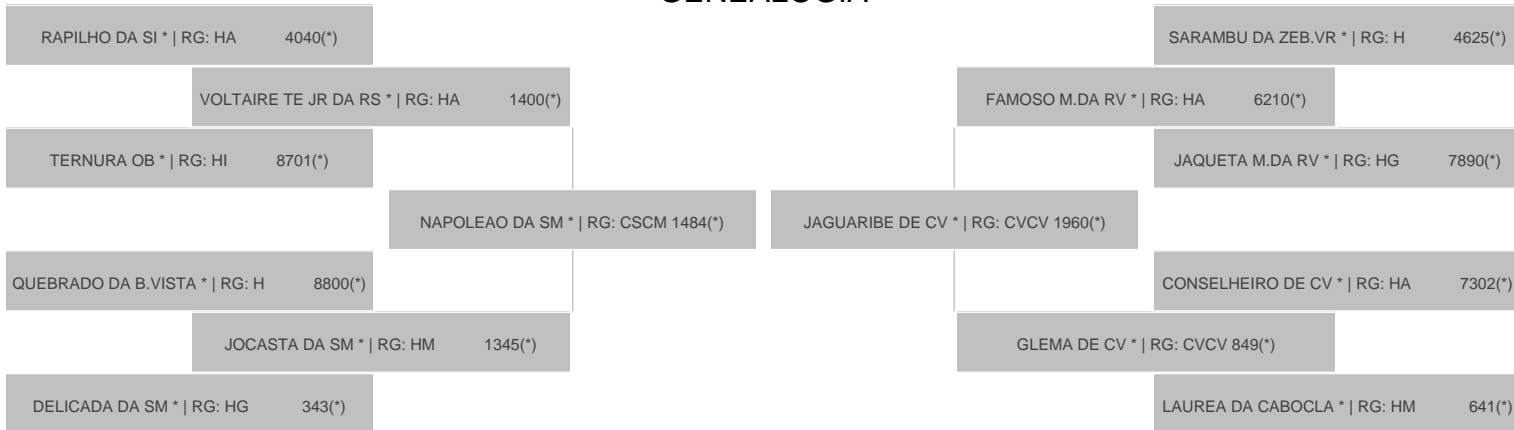 GENEALOGIA
RAPILHO DA SI * | RG: HA 4040(*)
SARAMBU DA ZEB.VR * | RG: H 4625(*)
VOLTAIRE TE JR DA RS * | RG: HA 1400(*)
FAMOSO M.DA RV * | RG: HA 6210(*)
TERNURA OB * | RG: HI 8701(*)
JAQUETA M.DA RV * | RG: HG 7890(*)
NAPOLEAO DA SM * | RG: CSCM 1484(*)
JAGUARIBE DE CV * | RG: CVCV 1960(*)
QUEBRADO DA B.VISTA * | RG: H 8800(*)
CONSELHEIRO DE CV * | RG: HA 7302(*)
JOCASTA DA SM * | RG: HM 1345(*)
GLEMA DE CV * | RG: CVCV 849(*)
DELICADA DA SM * | RG: HG 343(*)
LAUREA DA CABOCLA * | RG: HM 641(*)